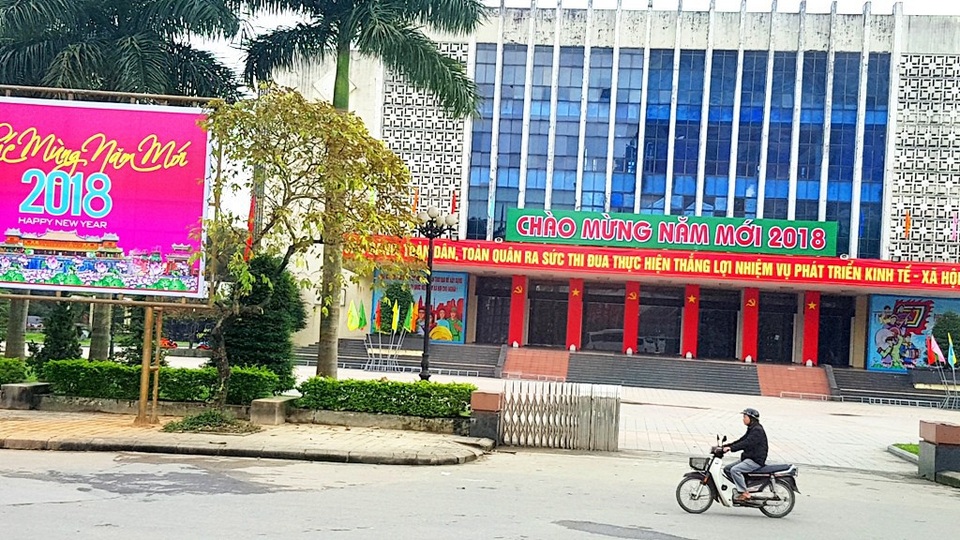 Mừng Năm Mới
2018
HAPPY NEW YEAR
CHÀO MỪNG NĂM MỚI 2018
DÂN, TOÀN QUÂN RA SỨC THI ĐUA THỰC HIỆN THẮNG LỢI NHIỆM VỤ PHÁT TRIỂN KINH TẾ - XÃ HỘI